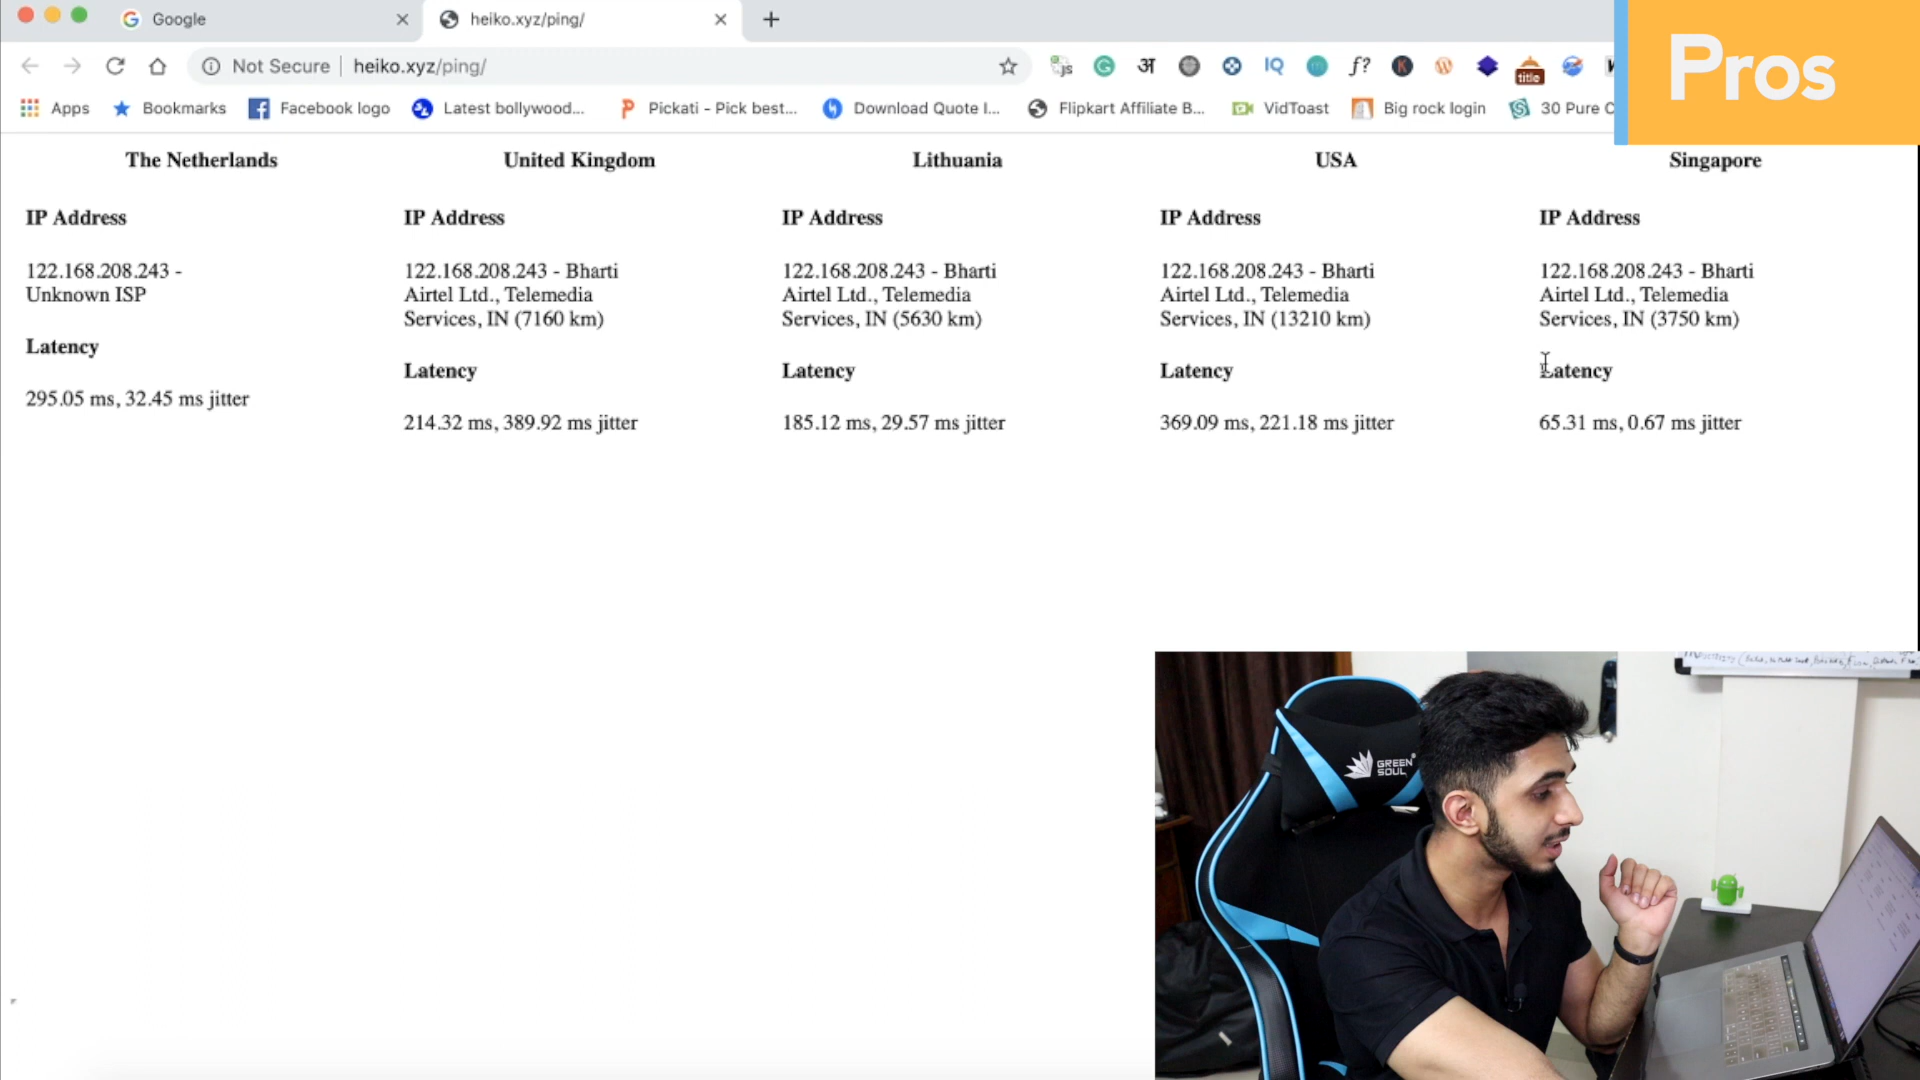 Google
heiko.xyz/ping/
Pros
Not Secure
heiko.xyz/ping/
अ
IQ
f?
K
title
Apps
Bookmarks
Facebook logo
Latest bollywood...
Pickati - Pick best...
Download Quote I...
Flipkart Affiliate B...
VidToast
Big rock login
30 Pure
The Netherlands
IP Address
122.168.208.243 -
Unknown ISP
Latency
295.05 ms, 32.45 ms jitter
United Kingdom
IP Address
122.168.208.243 - Bharti
Airtel Ltd., Telemedia
Services, IN (7160 km)
Latency
214.32 ms, 389.92 ms jitter
Lithuania
IP Address
122.168.208.243 - Bharti
Airtel Ltd., Telemedia
Services, IN (5630 km)
Latency
185.12 ms, 29.57 ms jitter
USA
IP Address
122.168.208.243 - Bharti
Airtel Ltd., Telemedia
Services, IN (13210 km)
Latency
369.09 ms, 221.18 ms jitter
Singapore
IP Address
122.168.208.243 - Bharti
Airtel Ltd., Telemedia
Services, IN (3750 km)
Latency
65.31 ms, 0.67 ms jitter
GREEN
SOUL